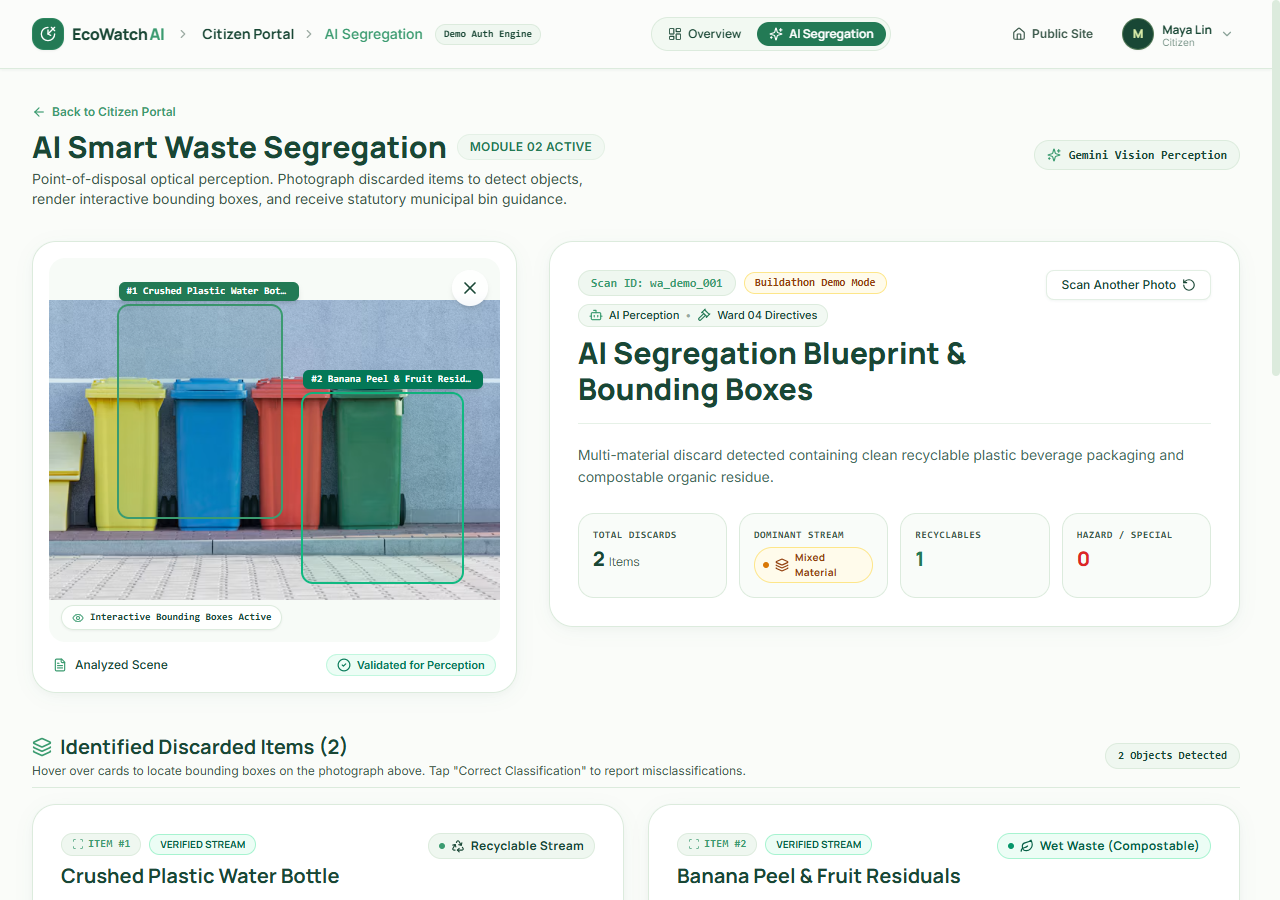 EcoWatch AI
Citizen Portal
AI Segregation
Demo Auth Engine
Overview
AI Segregation
Public Site
M
Maya Lin
Citizen
Back to Citizen Portal
AI Smart Waste Segregation
MODULE 02 ACTIVE
Point-of-disposal optical perception. Photograph discarded items to detect objects,
render interactive bounding boxes, and receive statutory municipal bin guidance.
Gemini Vision Perception
#1 Crushed Plastic Water Bot…
#2 Banana Peel & Fruit Resid…
Interactive Bounding Boxes Active
Analyzed Scene
Validated for Perception
Scan ID: wa_demo_001
Buildathon Demo Mode
Scan Another Photo
AI Perception • Ward 04 Directives
AI Segregation Blueprint &
Bounding Boxes
Multi-material discard detected containing clean recyclable plastic beverage packaging and
compostable organic residue.
TOTAL DISCARDS
2 Items
DOMINANT STREAM
Mixed
Material
RECYCLABLES
1
HAZARD / SPECIAL
0
Identified Discarded Items (2)
Hover over cards to locate bounding boxes on the photograph above. Tap "Correct Classification" to report misclassifications.
2 Objects Detected
ITEM #1
VERIFIED STREAM
Recyclable Stream
Crushed Plastic Water Bottle
ITEM #2
VERIFIED STREAM
Wet Waste (Compostable)
Banana Peel & Fruit Residuals